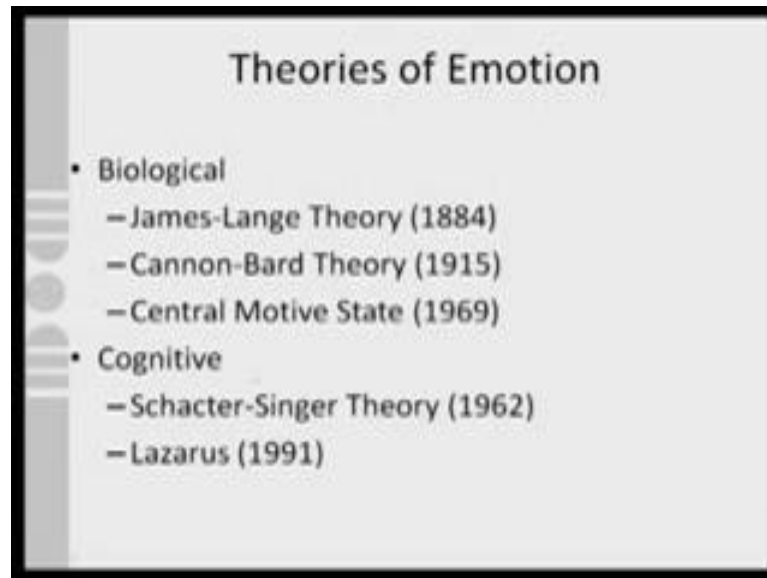 Theories of Emotion
• Biological
–James-Lange Theory (1884)
–Cannon-Bard Theory (1915)
–Central Motive State (1969)
• Cognitive
–Schacter-Singer Theory (1962)
–Lazarus (1991)